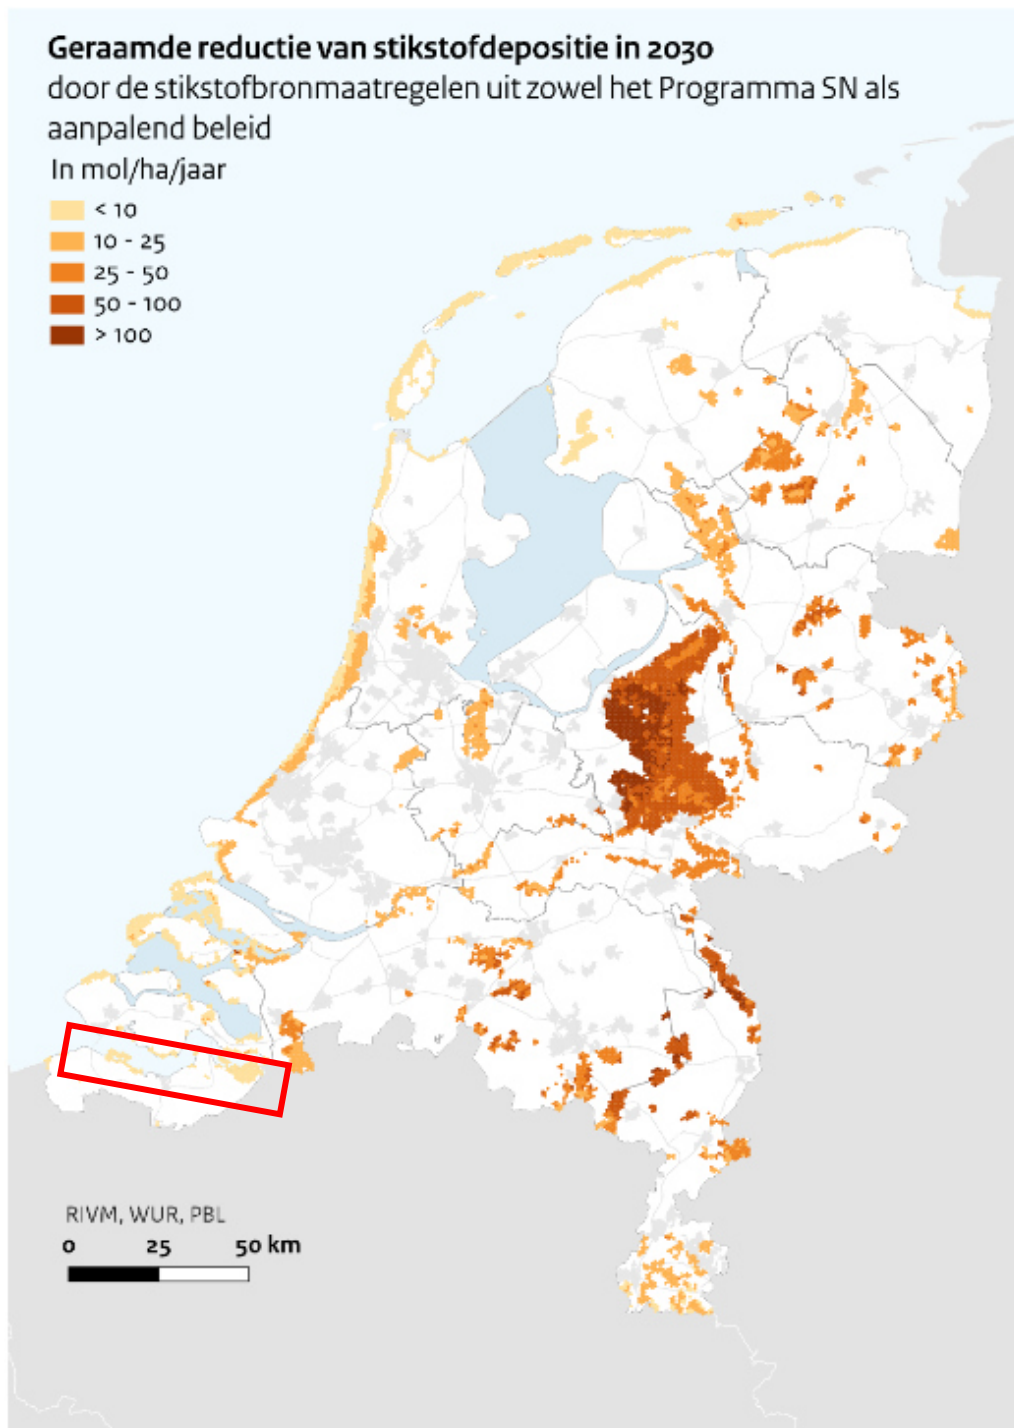 Geraamde reductie van stikstofdepositie in 2030
door de stikstofbronmaatregelen uit zowel het Programma SN als
aanpalend beleid
In mol/ha/jaar
< 10
10 - 25
25 - 50
50 - 100
> 100
RIVM, WUR, PBL
0 25 50 km